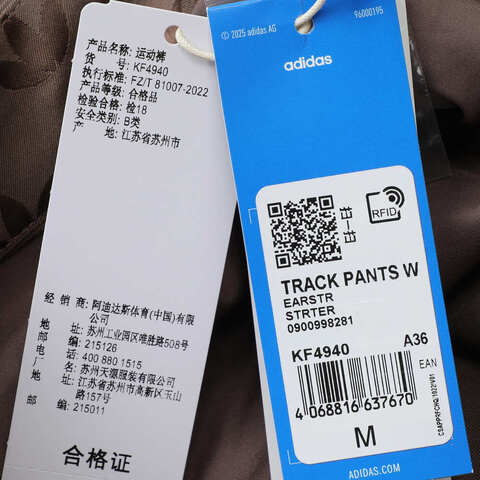 产品名称: 运动裤
货 号: KF4940
执行标准: FZ/T 81007-2022
产品等级: 合格品
检验合格: 检18
安全类别: B类
产 地: 江苏省苏州市
经 销 商: 阿迪达斯体育(中国)有限
公司
地 址: 苏州工业园区唯胜路508号
邮 编: 215126
电 话: 400 880 1515
名 称: 苏州天源服装有限公司
地 址: 江苏省苏州市高新区玉山
路157号
邮 编: 215011
合格证
© 2025 adidas AG
96000195
adidas
RFID
TRACK PANTS W
EARSTR
STRTER
0900998281
KF4940 A36
EAN
4 068816 637670
M
ADIDAS.COM